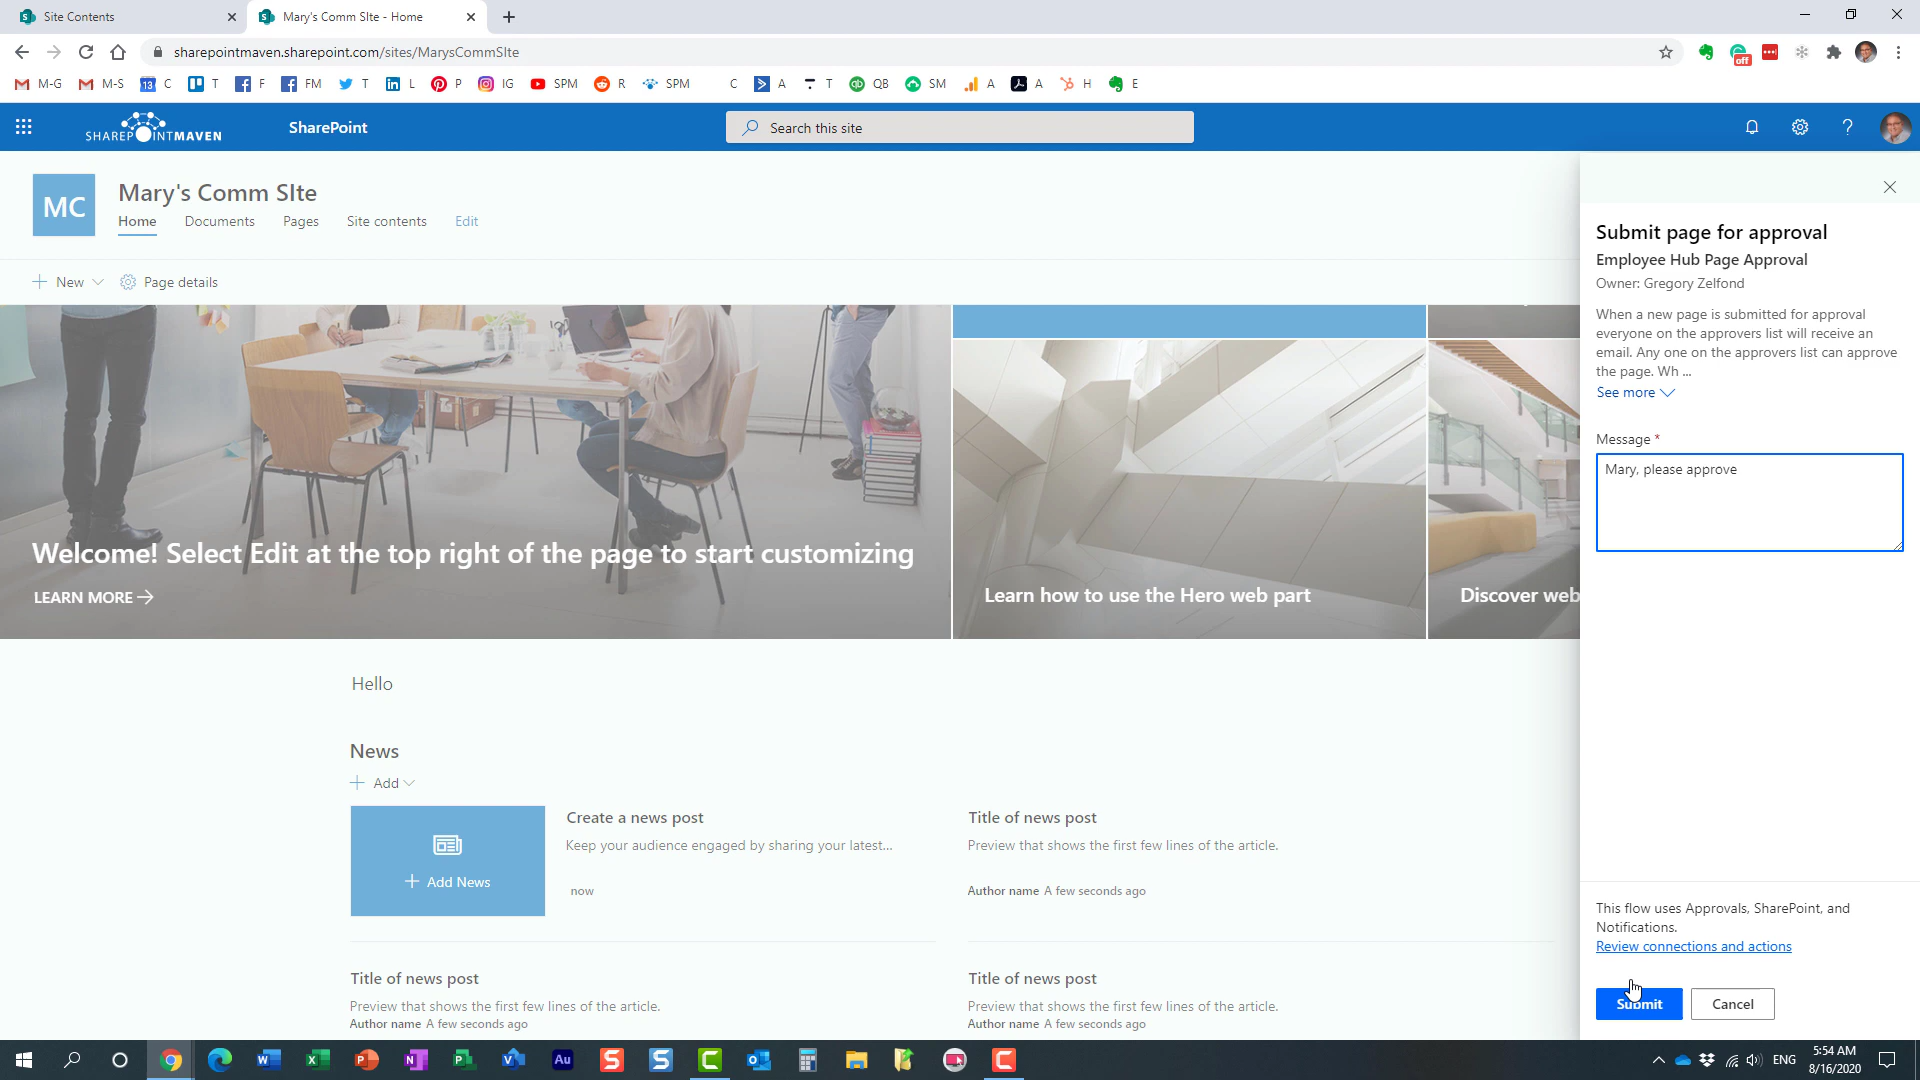 Site Contents
Mary's Comm SIte - Home
sharepointmaven.sharepoint.com/sites/MarysCommSIte
M-G M-S 13 C T F FM T L P IG SPM R SPM C A T QB SM A A H E
off
SHAREPOINTMAVEN
SharePoint
Search this site
MC
Mary's Comm SIte
Home Documents Pages Site contents Edit
New Page details
Welcome! Select Edit at the top right of the page to start customizing
LEARN MORE
Learn how to use the Hero web part
Discover web
Hello
News
Add
Add News
Create a news post
Keep your audience engaged by sharing your latest...
now
Title of news post
Preview that shows the first few lines of the article.
Author name A few seconds ago
Title of news post
Preview that shows the first few lines of the article.
Author name A few seconds ago
Title of news post
Preview that shows the first few lines of the article.
Author name A few seconds ago
Submit page for approval
Employee Hub Page Approval
Owner: Gregory Zelfond
When a new page is submitted for approval
everyone on the approvers list will receive an
email. Any one on the approvers list can approve
the page. Wh ...
See more
Message *
Mary, please approve
This flow uses Approvals, SharePoint, and
Notifications.
Review connections and actions
Submit Cancel
ENG
5:54 AM
8/16/2020